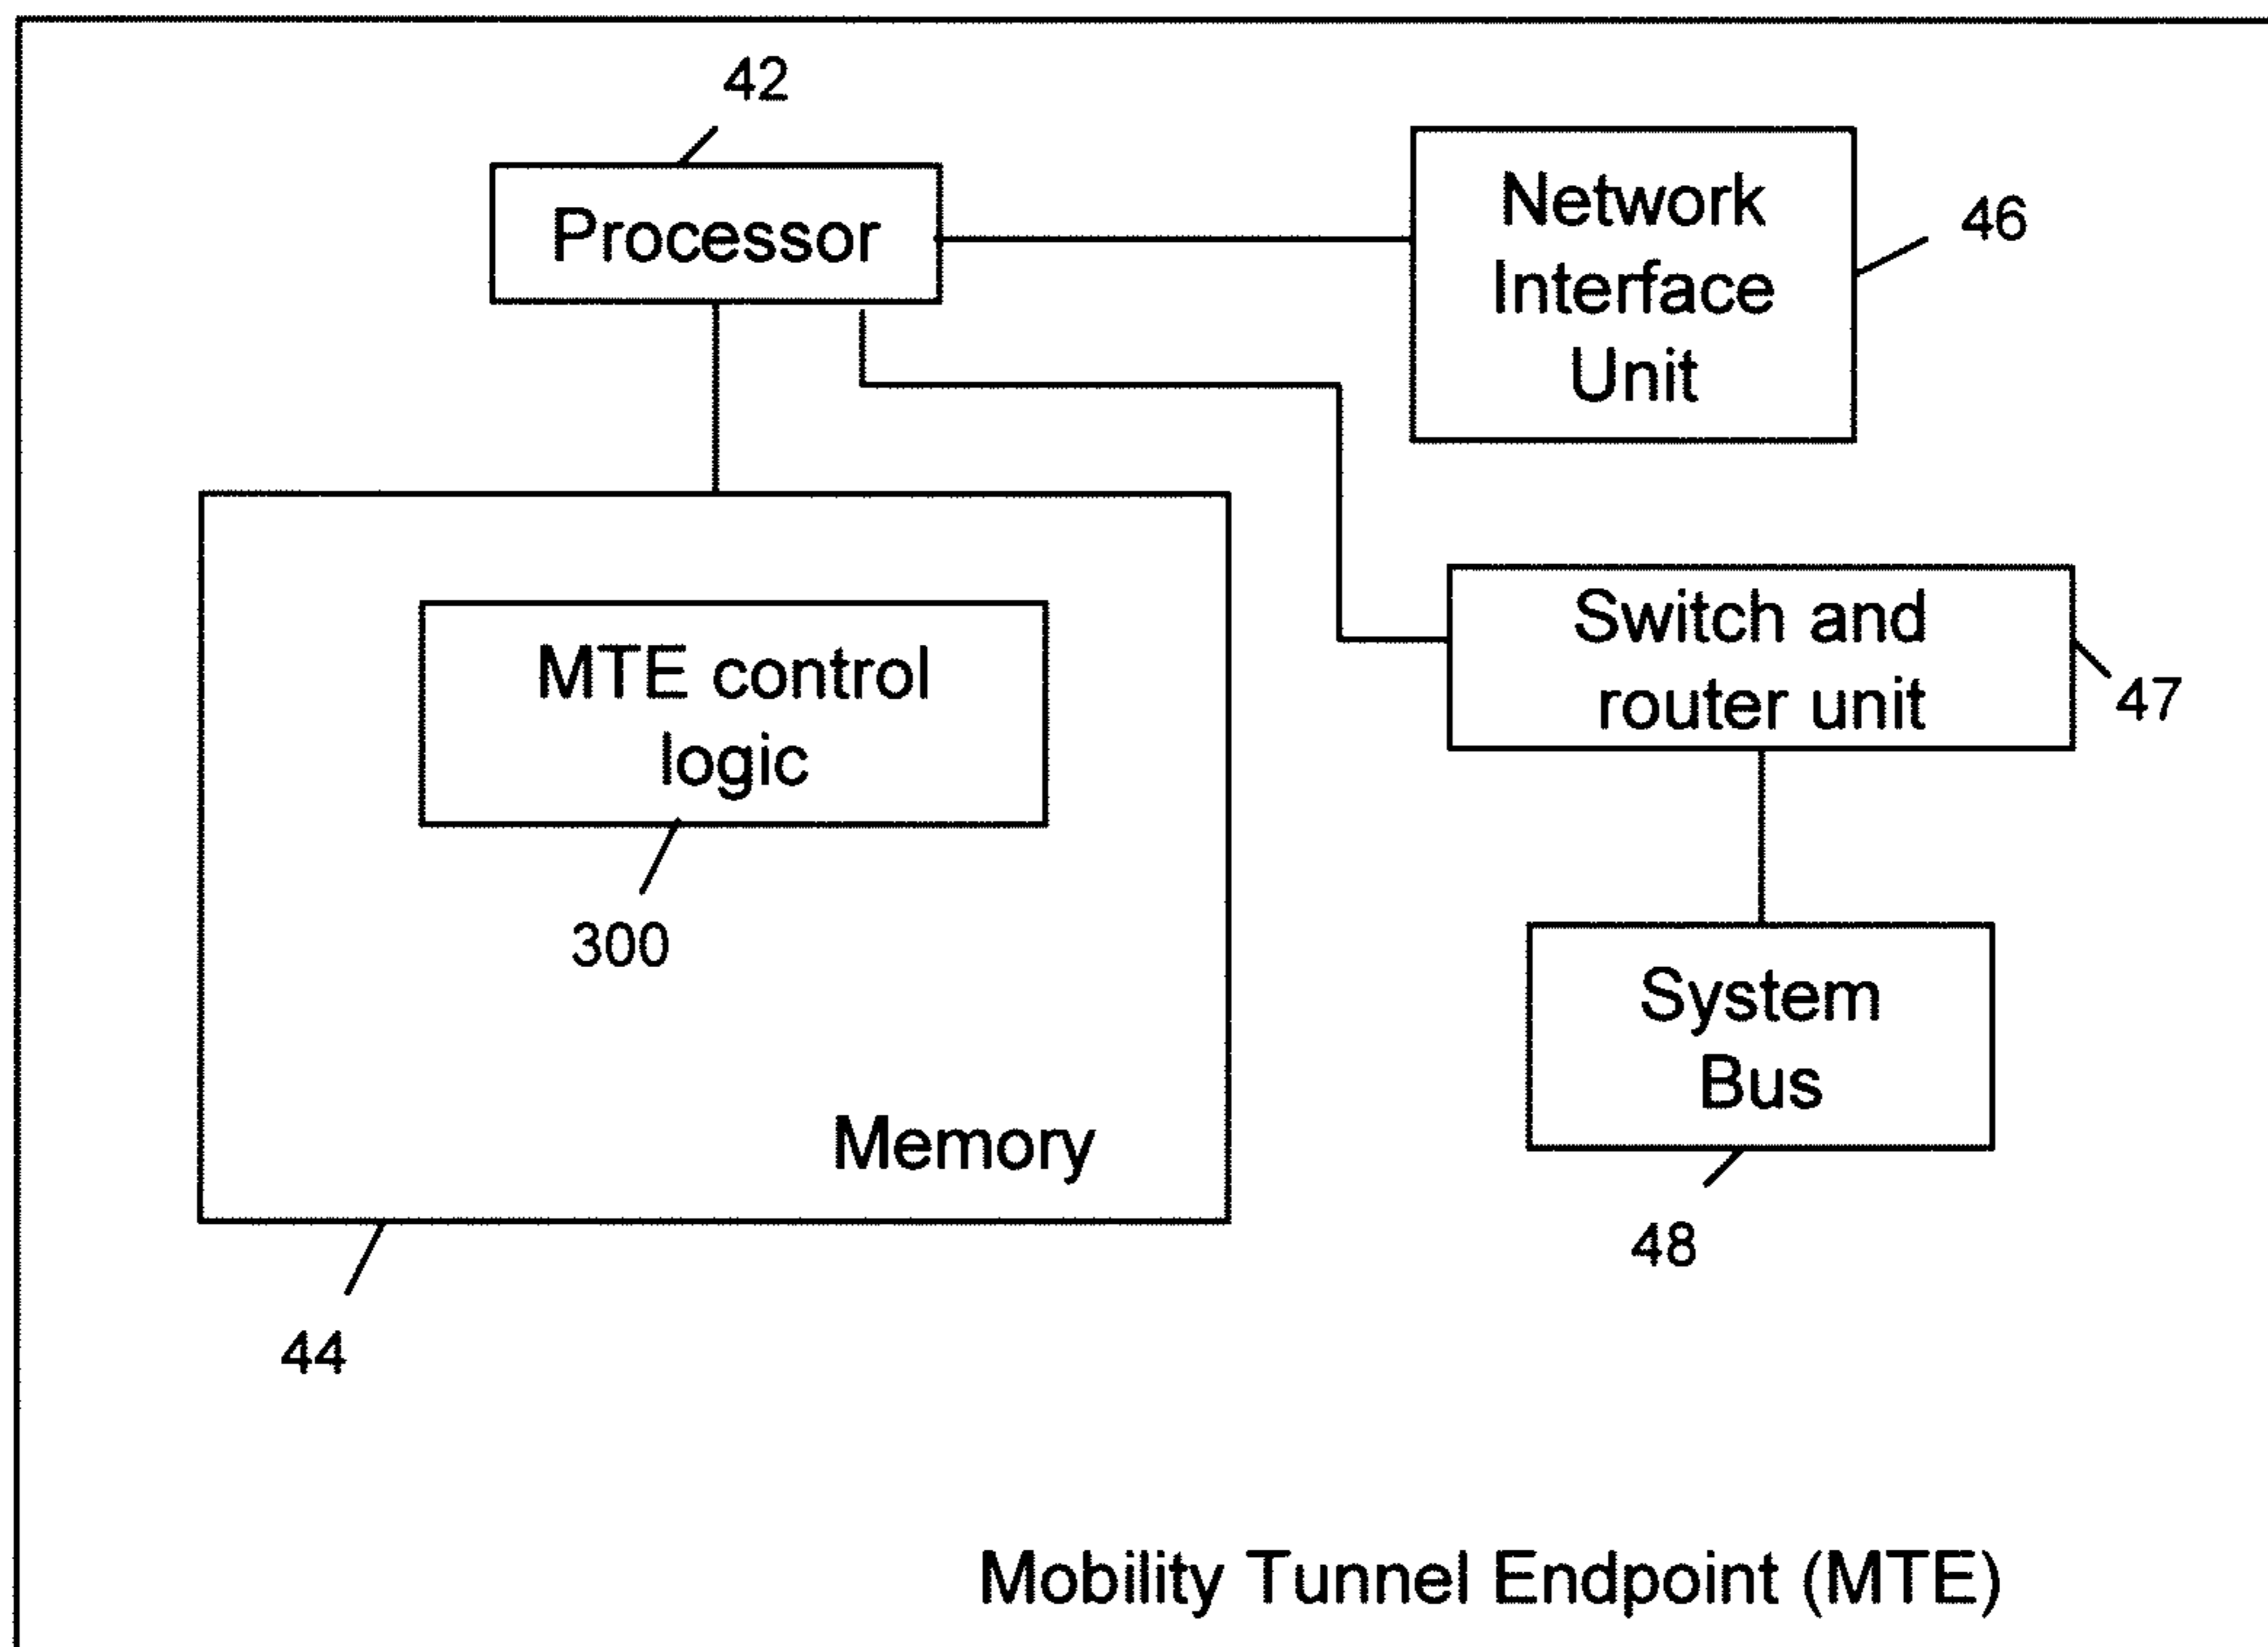 42
Processor
Network
Interface
Unit
46
Switch and
router unit
47
MTE control
logic
300
System
Bus
48
Memory
44
Mobility Tunnel Endpoint (MTE)